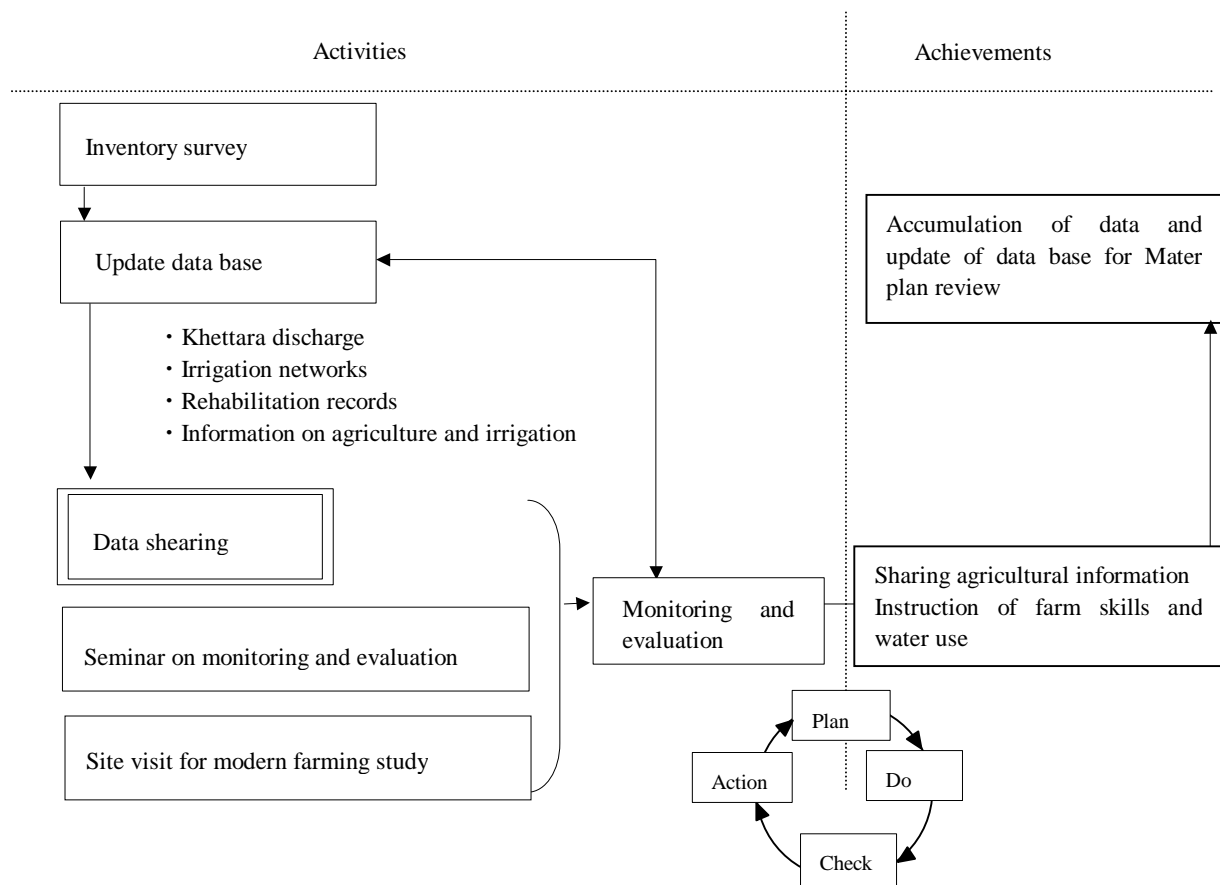 Activities
Achievements
Inventory survey
Update data base
Accumulation of data and
update of data base for Mater
plan review
・Khettara discharge
・Irrigation networks
・Rehabilitation records
・Information on agriculture and irrigation
Data shearing
Seminar on monitoring and evaluation
Site visit for modern farming study
Monitoring and
evaluation
Sharing agricultural information
Instruction of farm skills and
water use
Plan
Do
Check
Action